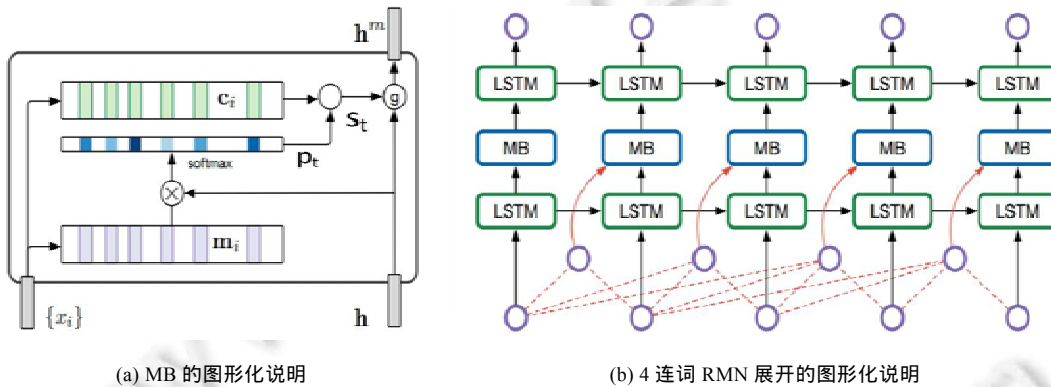 h^m
c_i
g
s_t
p_t
softmax
m_i
{x_i}
h
LSTM LSTM LSTM LSTM LSTM
MB MB MB MB MB
LSTM LSTM LSTM LSTM LSTM
(a) MB 的图形化说明
(b) 4 连词 RMN 展开的图形化说明